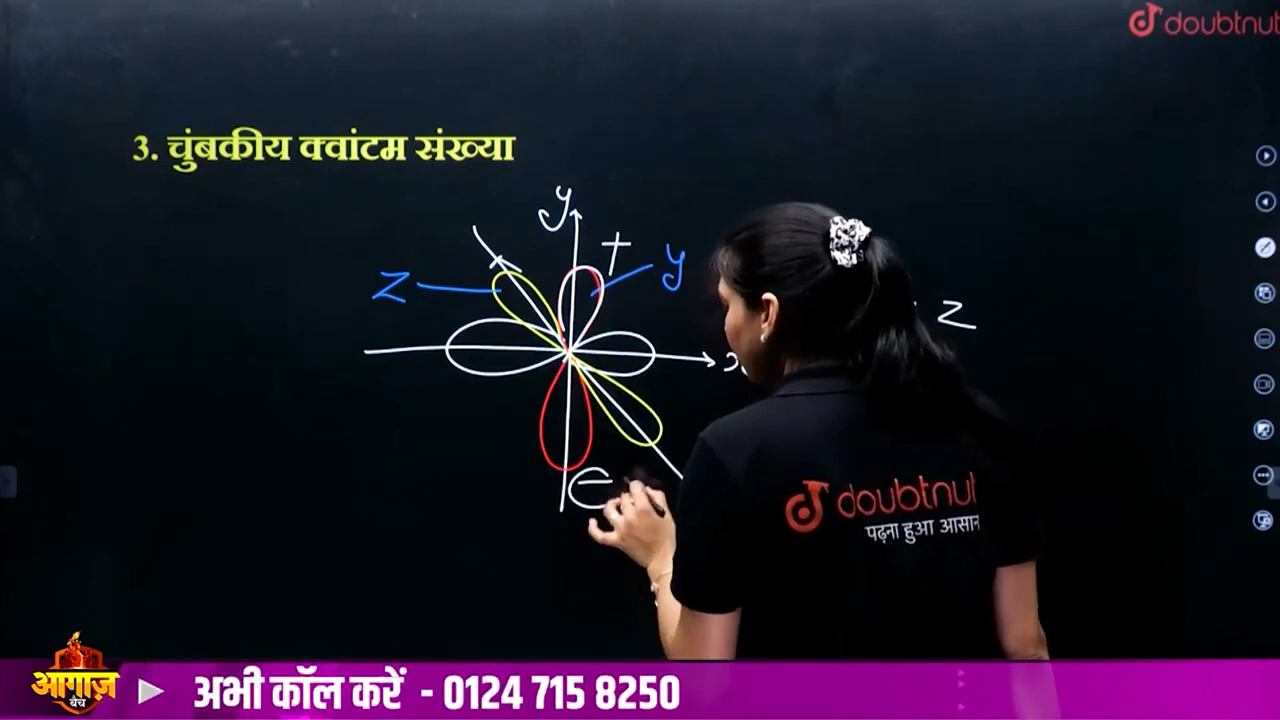 doubtnut
3. चुंबकीय क्वांटम संख्या
y
+
z
y
z
doubtnut
पढ़ना हुआ आसान
आगाज़
बैच
अभी कॉल करें - 0124 715 8250